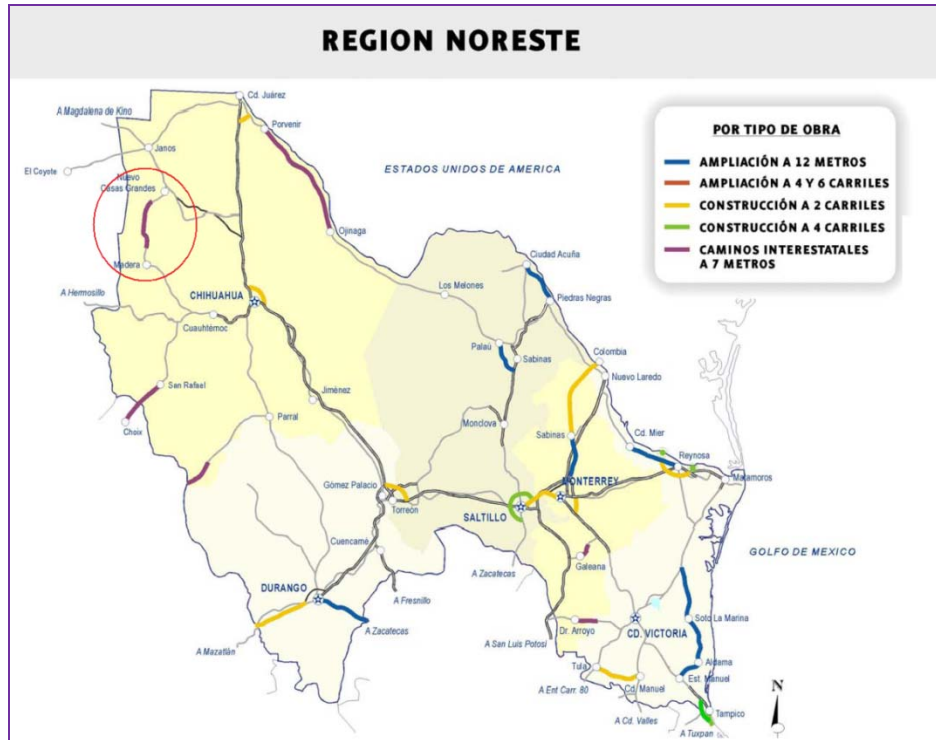 REGION NORESTE
Cd. Juárez
A Magdalena de Kino
Porvenir
Janos
El Coyote
Nuevo
Casas Grandes
ESTADOS UNIDOS DE AMERICA
POR TIPO DE OBRA
AMPLIACIÓN A 12 METROS
AMPLIACIÓN A 4 Y 6 CARRILES
CONSTRUCCIÓN A 2 CARRILES
CONSTRUCCIÓN A 4 CARRILES
CAMINOS INTERESTATALES
A 7 METROS
Ojinaga
Madera
Ciudad Acuña
A Hermosillo
CHIHUAHUA
Los Melones
Piedras Negras
Cuauhtémoc
Palaú
Sabinas
Colombia
Nuevo Laredo
San Rafael
Jiménez
Choix
Parral
Monclova
Sabinas
Cd. Mier
Reynosa
Matamoros
Gómez Palacio
Torreón
MONTERREY
SALTILLO
Cuencamé
GOLFO DE MEXICO
Galeana
A Zacatecas
DURANGO
A Fresnillo
A Zacatecas
A Mazatlán
Soto La Marina
Dr. Arroyo
CD. VICTORIA
A San Luis Potosí
Tula
Aldama
Est. Manuel
A Ent Carr. 80
Cd. Manuel
N
A Cd. Valles
Tampico
A Tuxpan